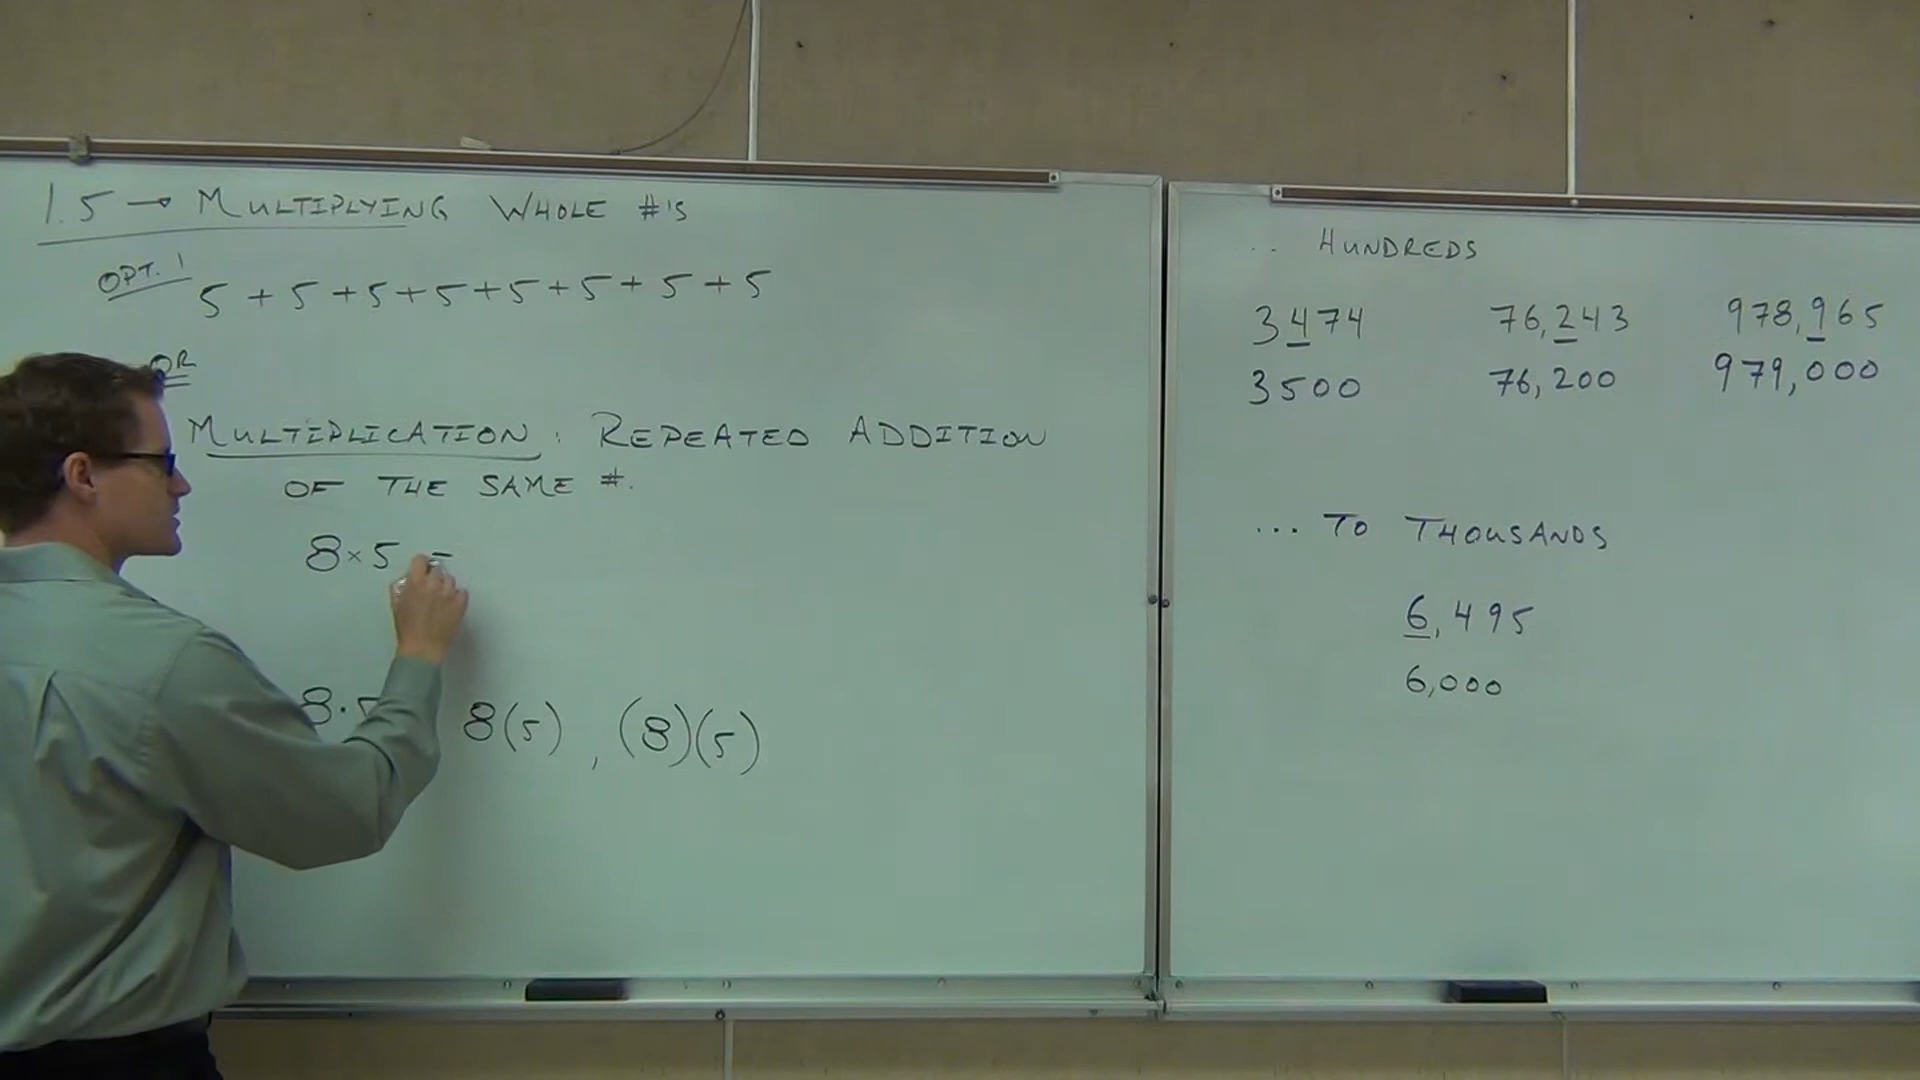 1.5 → MULTIPLYING WHOLE #'S
OPT. 1 5 + 5 + 5 + 5 + 5 + 5 + 5 + 5
OR
MULTIPLICATION : REPEATED ADDITION
OF THE SAME #.
8 × 5 =
8 · 5 8(5) , (8)(5)
... HUNDREDS
3474 76,243 978,965
3500 76,200 979,000
... TO THOUSANDS
6,495
6,000